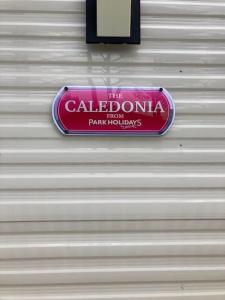 THE
CALEDONIA
FROM
PARK HOLIDAYS